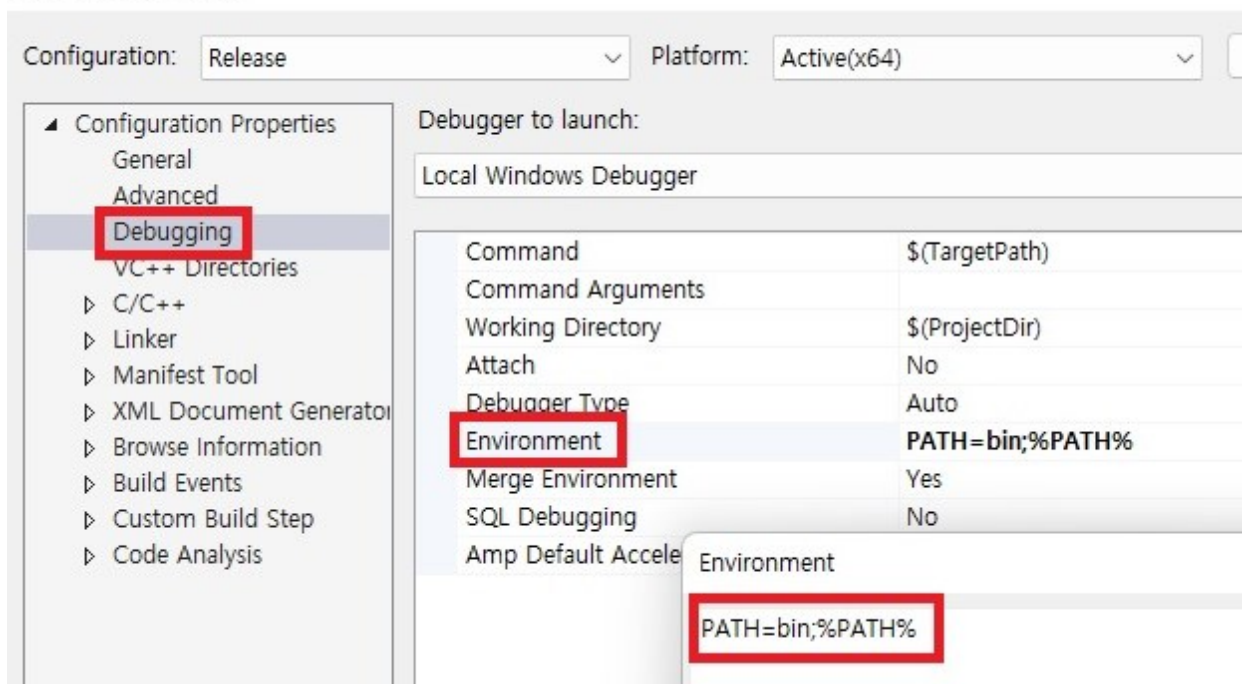 Configuration: Release Platform: Active(x64)
Configuration Properties
General
Advanced
Debugging
VC++ Directories
C/C++
Linker
Manifest Tool
XML Document Generator
Browse Information
Build Events
Custom Build Step
Code Analysis
Debugger to launch:
Local Windows Debugger
Command $(TargetPath)
Command Arguments
Working Directory $(ProjectDir)
Attach No
Debugger Type Auto
Environment PATH=bin;%PATH%
Merge Environment Yes
SQL Debugging No
Amp Default Accele
Environment
PATH=bin;%PATH%